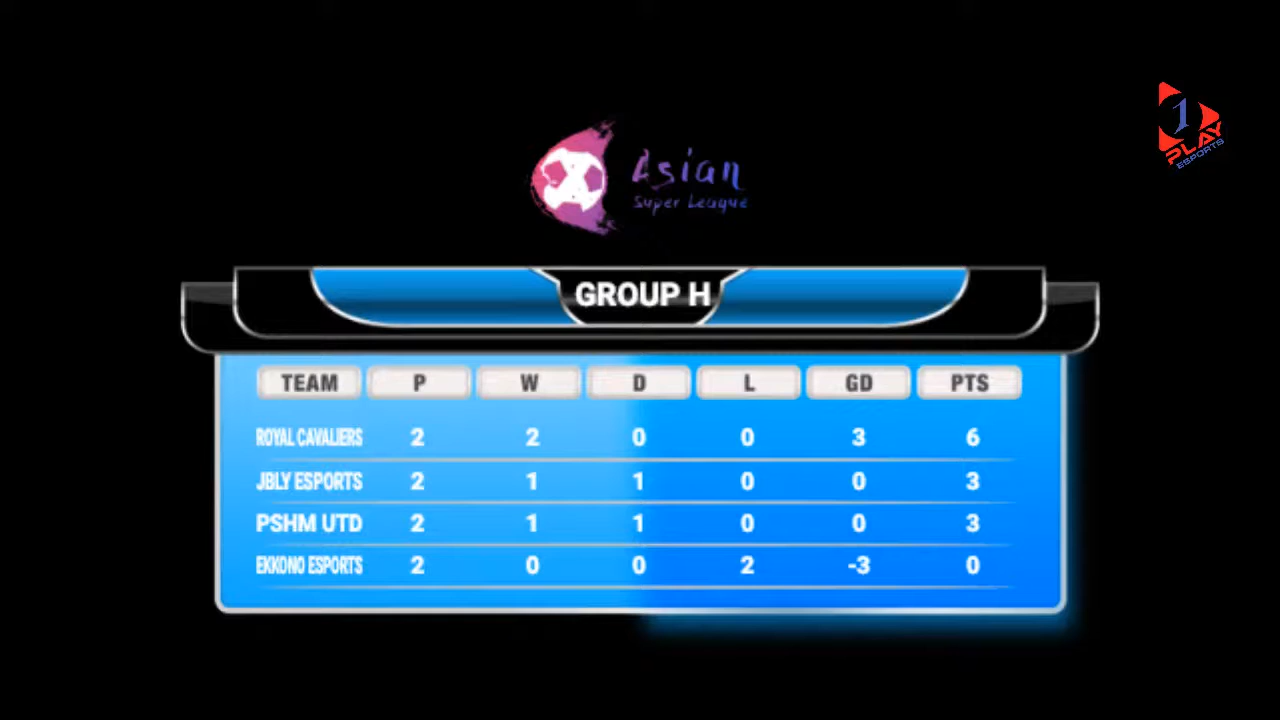 1
PLAY
ESPORTS
Asian
Super League
GROUP H
TEAM P W D L GD PTS
ROYAL CAVALIERS 2 2 0 0 3 6
JBLY ESPORTS 2 1 1 0 0 3
PSHM UTD 2 1 1 0 0 3
EKKONO ESPORTS 2 0 0 2 -3 0